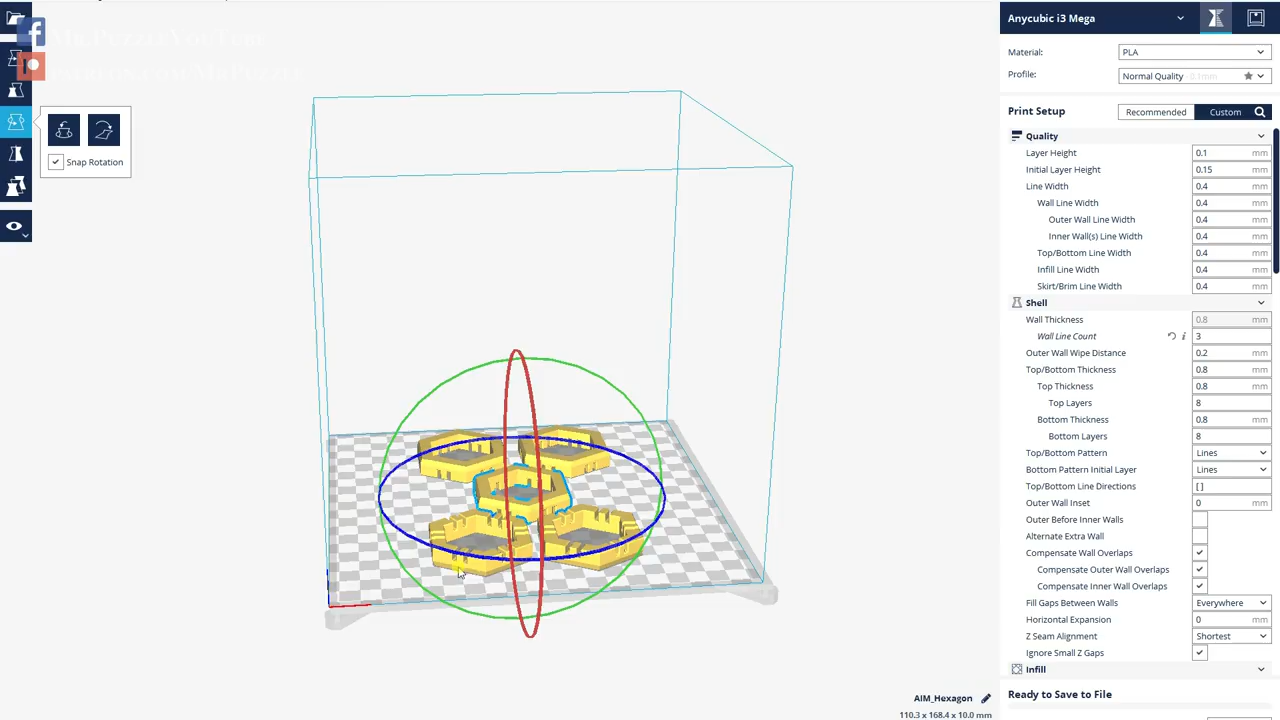 Mr.Puzzle YouTube
Patreon.com/MrPuzzle
Snap Rotation
Anycubic i3 Mega
Material: PLA
Profile: Normal Quality - 0.1mm
Print Setup Recommended Custom
Quality
Layer Height 0.1 mm
Initial Layer Height 0.15 mm
Line Width 0.4 mm
Wall Line Width 0.4 mm
Outer Wall Line Width 0.4 mm
Inner Wall(s) Line Width 0.4 mm
Top/Bottom Line Width 0.4 mm
Infill Line Width 0.4 mm
Skirt/Brim Line Width 0.4 mm
Shell
Wall Thickness 0.8 mm
Wall Line Count 3
Outer Wall Wipe Distance 0.2 mm
Top/Bottom Thickness 0.8 mm
Top Thickness 0.8 mm
Top Layers 8
Bottom Thickness 0.8 mm
Bottom Layers 8
Top/Bottom Pattern Lines
Bottom Pattern Initial Layer Lines
Top/Bottom Line Directions [ ]
Outer Wall Inset 0 mm
Outer Before Inner Walls
Alternate Extra Wall
Compensate Wall Overlaps
Compensate Outer Wall Overlaps
Compensate Inner Wall Overlaps
Fill Gaps Between Walls Everywhere
Horizontal Expansion 0 mm
Z Seam Alignment Shortest
Ignore Small Z Gaps
Infill
AIM_Hexagon
110.3 x 168.4 x 10.0 mm
Ready to Save to File